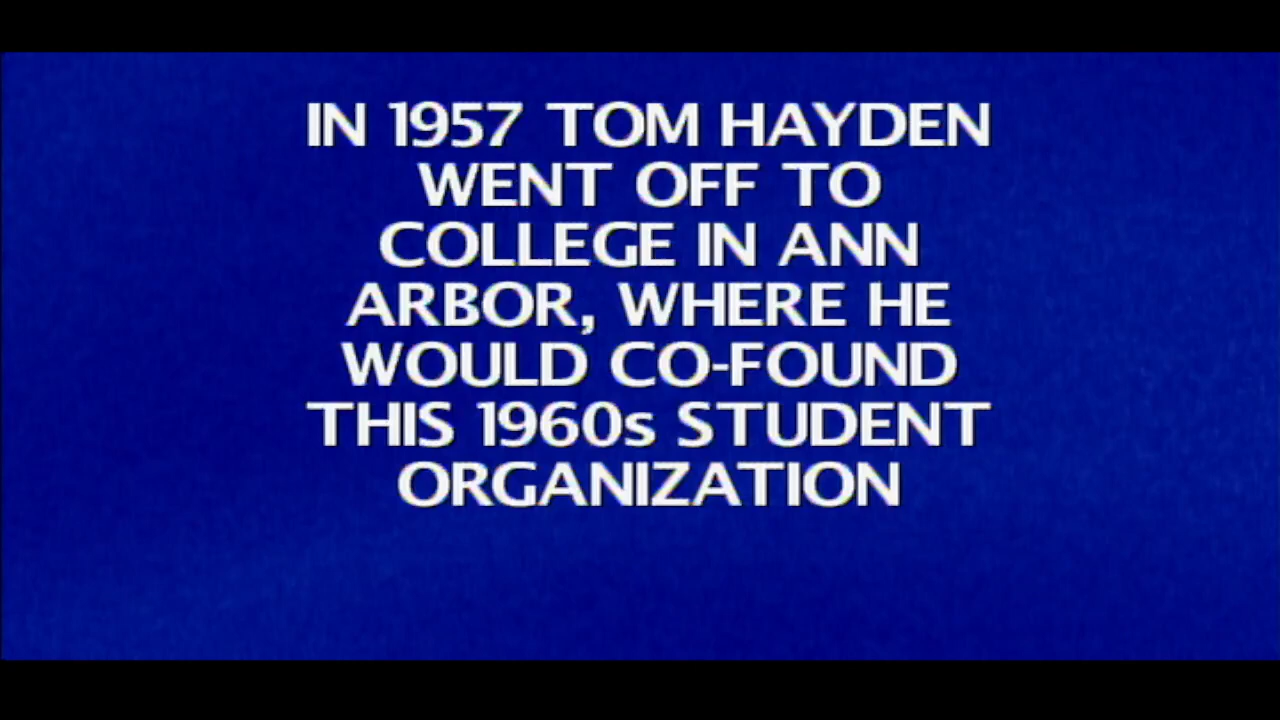 IN 1957 TOM HAYDEN
WENT OFF TO
COLLEGE IN ANN
ARBOR, WHERE HE
WOULD CO-FOUND
THIS 1960s STUDENT
ORGANIZATION